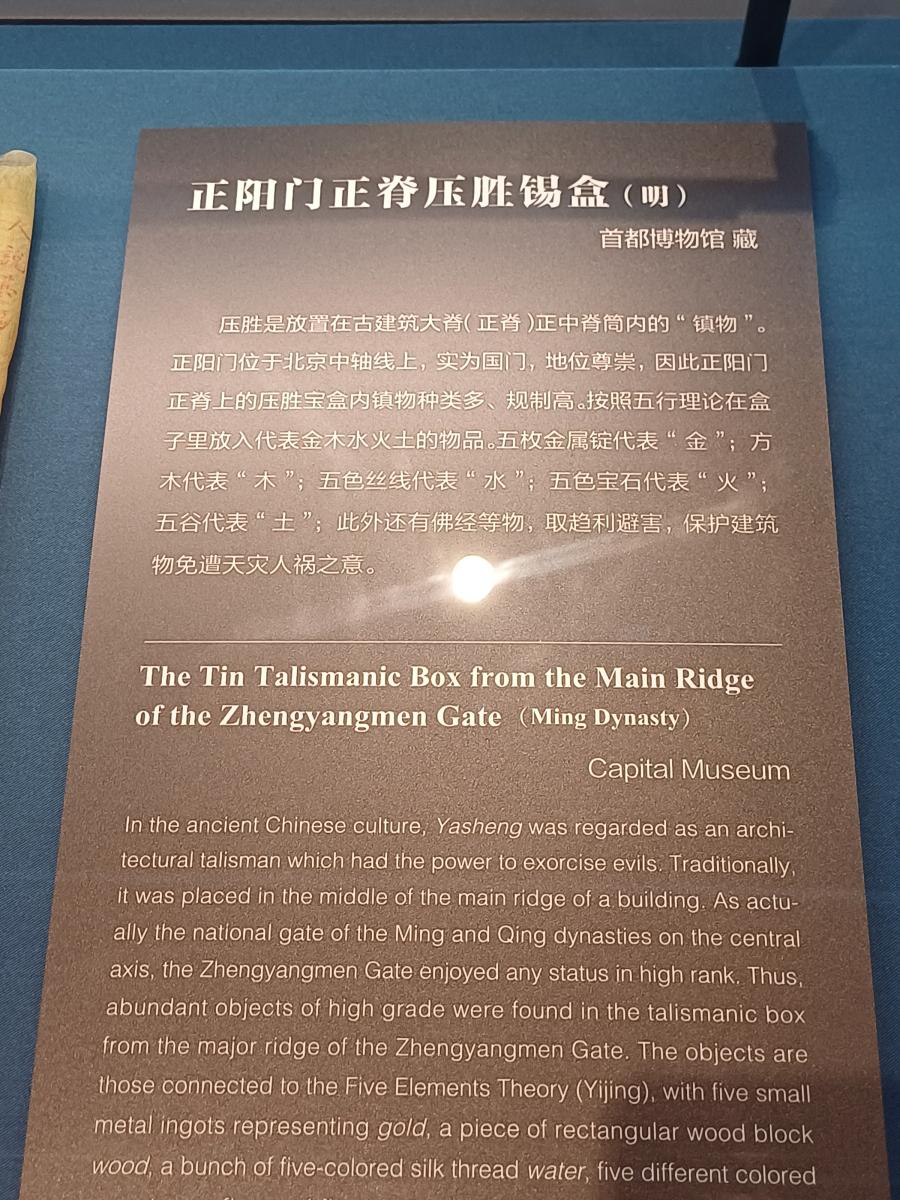 正阳门正脊压胜锡盒（明）
首都博物馆 藏
压胜是放置在古建筑大脊（正脊）正中脊筒内的“镇物”。
正阳门位于北京中轴线上，实为国门，地位尊崇，因此正阳门
正脊上的压胜宝盒内镇物种类多、规制高。按照五行理论在盒
子里放入代表金木水火土的物品。五枚金属锭代表“金”；方
木代表“木”；五色丝线代表“水”；五色宝石代表“火”；
五谷代表“土”；此外还有佛经等物，取趋利避害，保护建筑
物免遭天灾人祸之意。
The Tin Talismanic Box from the Main Ridge
of the Zhengyangmen Gate（Ming Dynasty）
Capital Museum
In the ancient Chinese culture, Yasheng was regarded as an archi-
tectural talisman which had the power to exorcise evils. Traditionally,
it was placed in the middle of the main ridge of a building. As actu-
ally the national gate of the Ming and Qing dynasties on the central
axis, the Zhengyangmen Gate enjoyed any status in high rank. Thus,
abundant objects of high grade were found in the talismanic box
from the major ridge of the Zhengyangmen Gate. The objects are
those connected to the Five Elements Theory (Yijing), with five small
metal ingots representing gold, a piece of rectangular wood block
wood, a bunch of five-colored silk thread water, five different colored